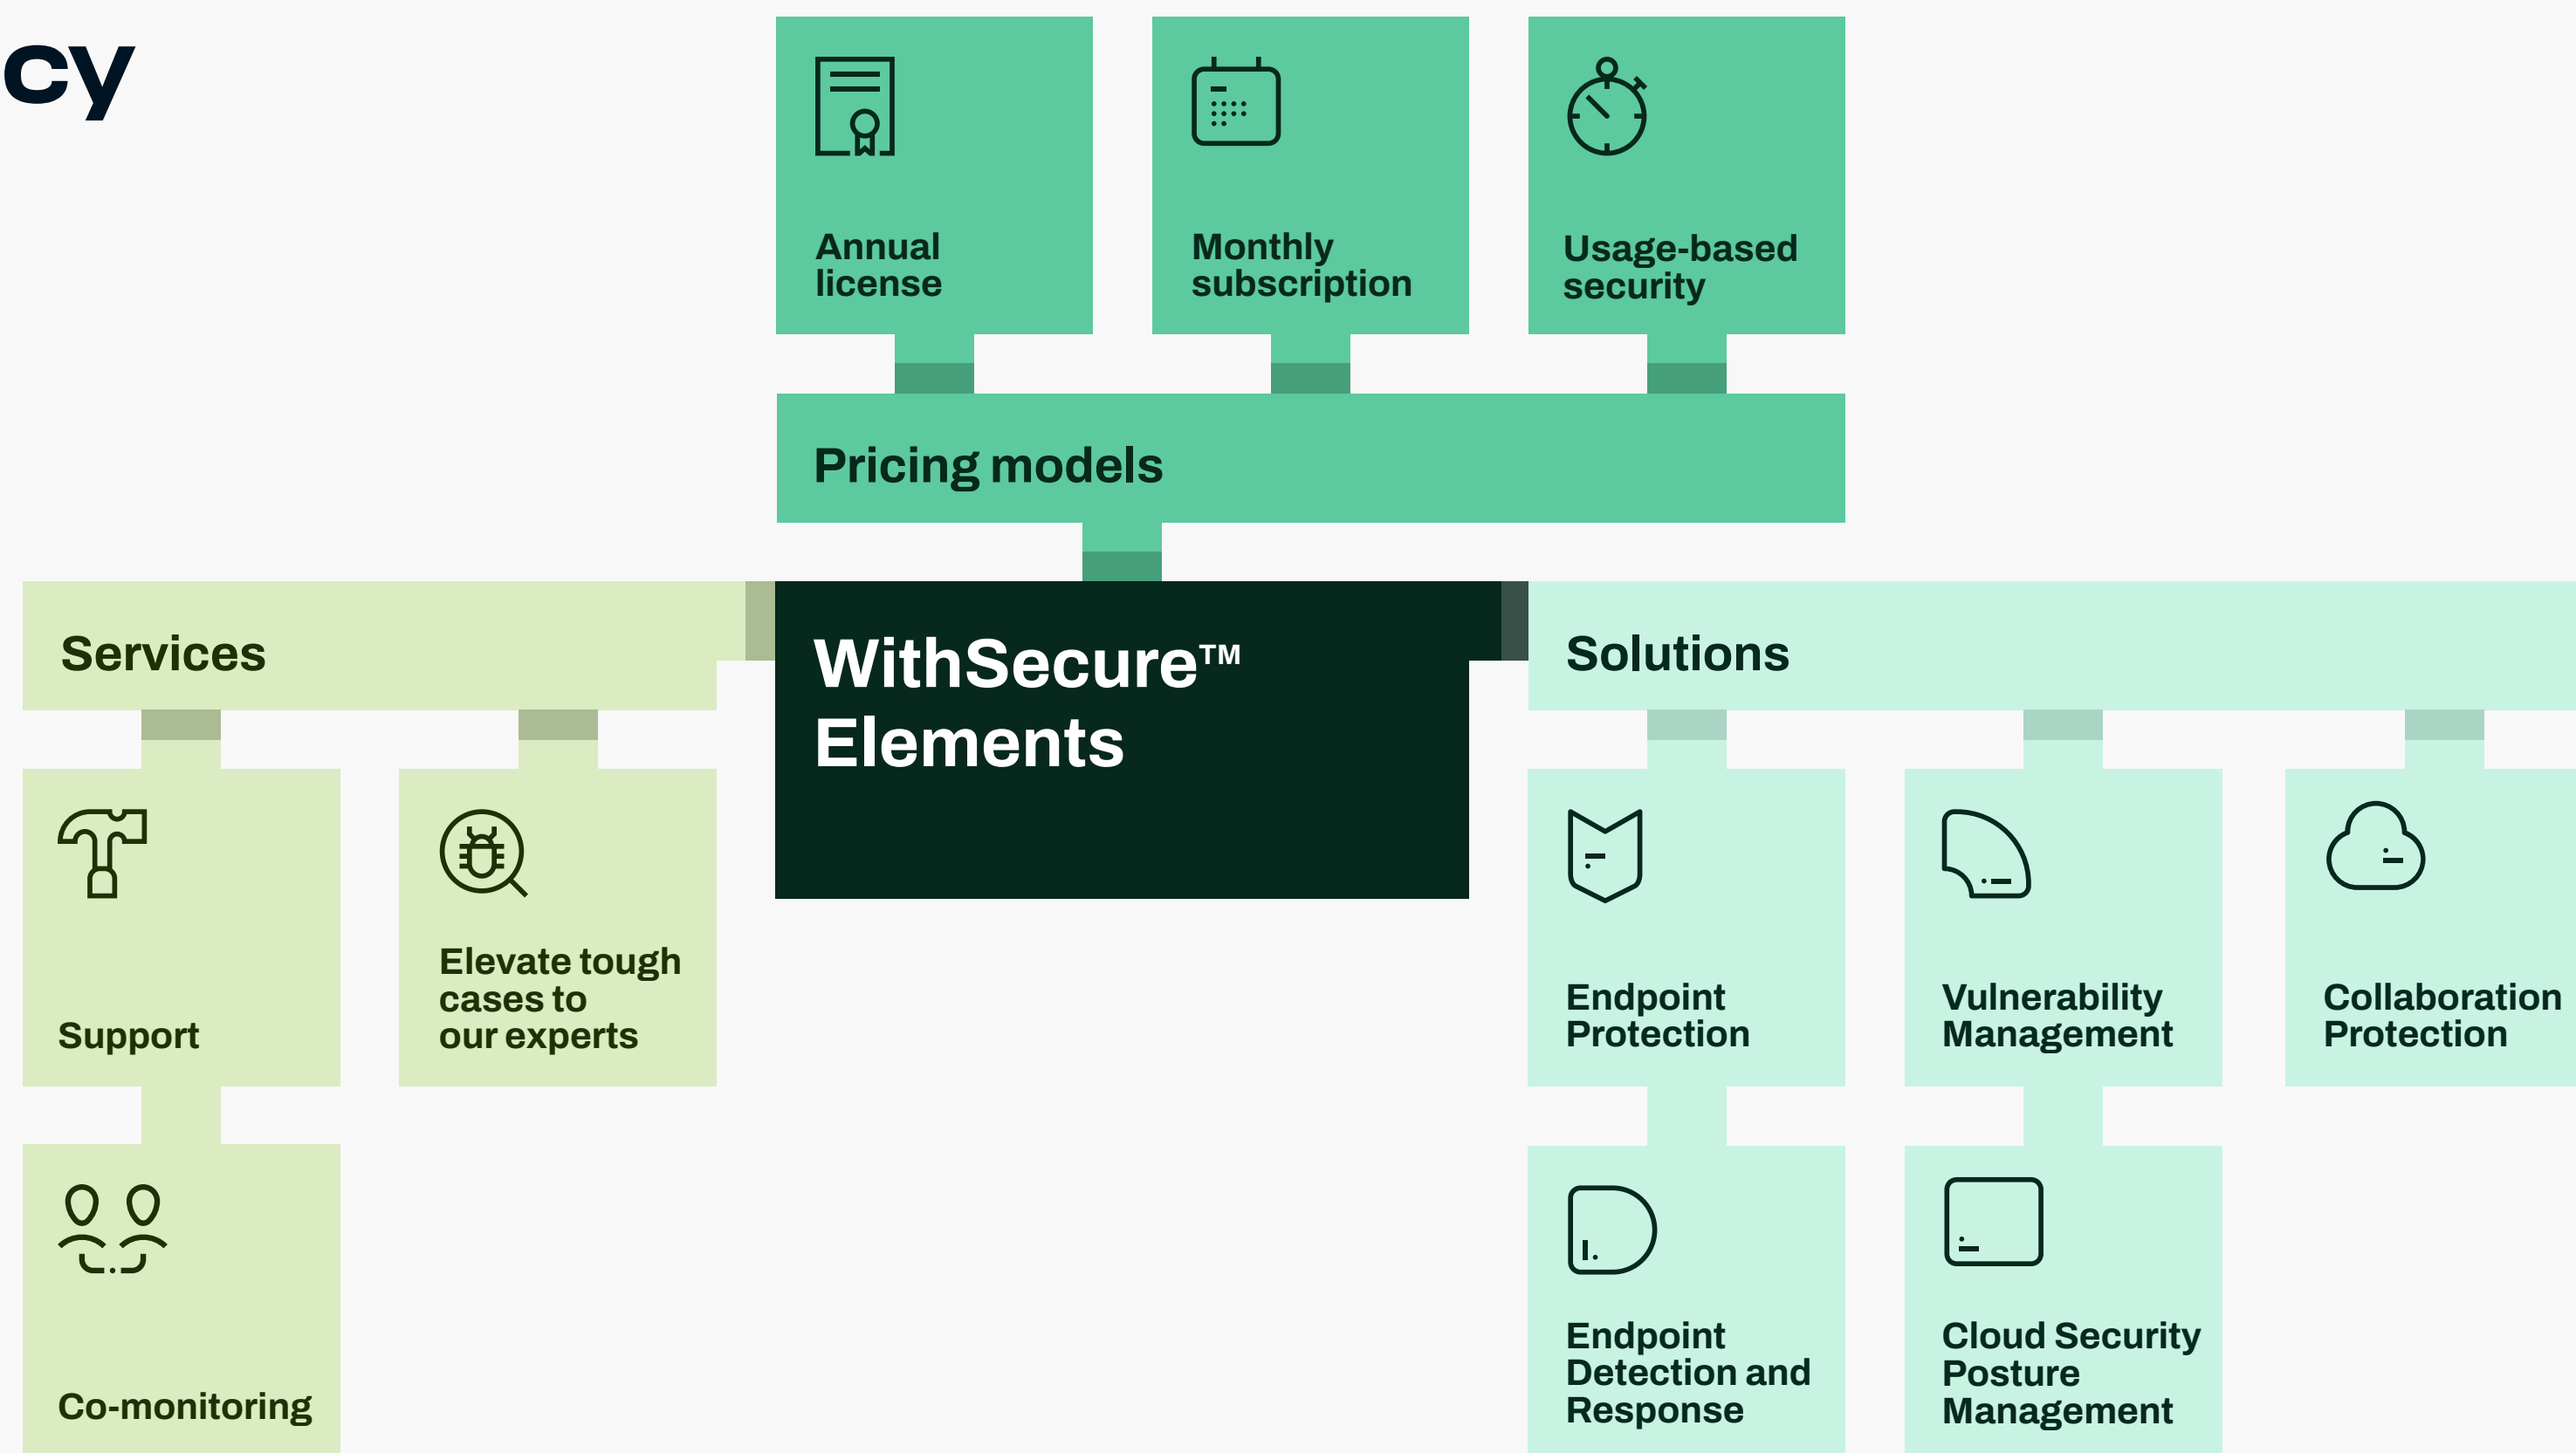 cy
Annual
license
Monthly
subscription
Usage-based
security
Pricing models
Services
WithSecure™
Elements
Solutions
Support
Elevate tough
cases to
our experts
Endpoint
Protection
Vulnerability
Management
Collaboration
Protection
Co-monitoring
Endpoint
Detection and
Response
Cloud Security
Posture
Management